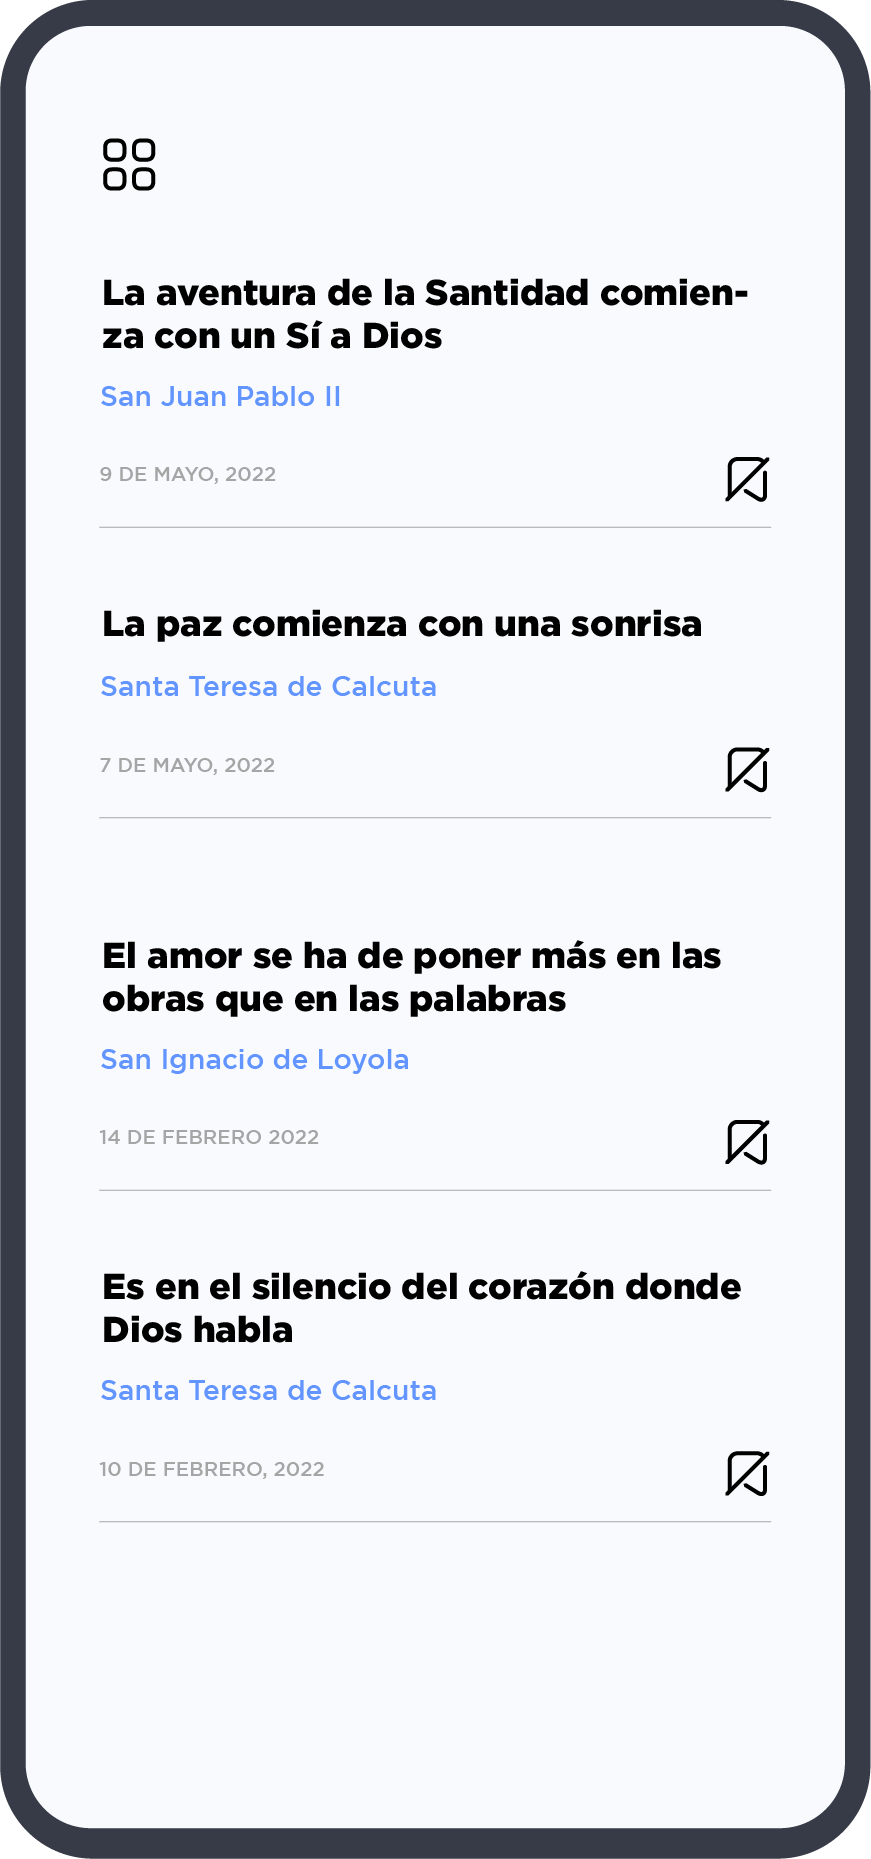 La aventura de la Santidad comien-
za con un Sí a Dios
San Juan Pablo II
9 DE MAYO, 2022
La paz comienza con una sonrisa
Santa Teresa de Calcuta
7 DE MAYO, 2022
El amor se ha de poner más en las
obras que en las palabras
San Ignacio de Loyola
14 DE FEBRERO 2022
Es en el silencio del corazón donde
Dios habla
Santa Teresa de Calcuta
10 DE FEBRERO, 2022